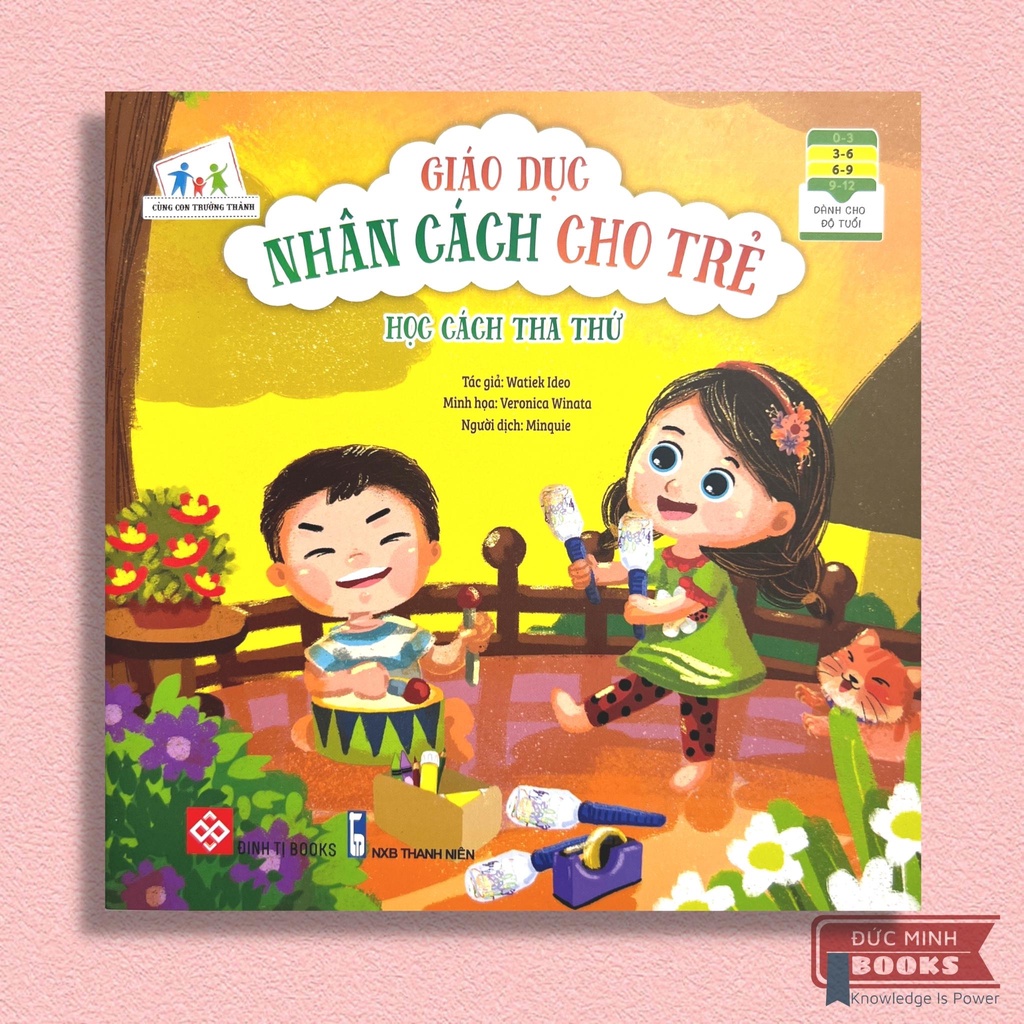 GIÁO DỤC
NHÂN CÁCH CHO TRẺ
HỌC CÁCH THA THỨ
Tác giả: Watiek Ideo
Minh họa: Veronica Winata
Người dịch: Minquie
CÙNG CON TRƯỞNG THÀNH
0-3
3-6
6-9
9-12
DÀNH CHO
ĐỘ TUỔI
ĐINH TỊ BOOKS
NXB THANH NIÊN
ĐỨC MINH
BOOKS
Knowledge Is Power